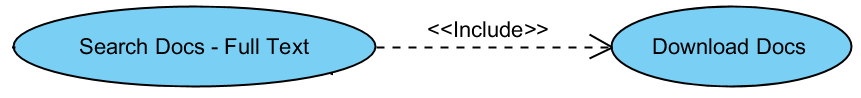 Search Docs - Full Text
<<Include>>
Download Docs